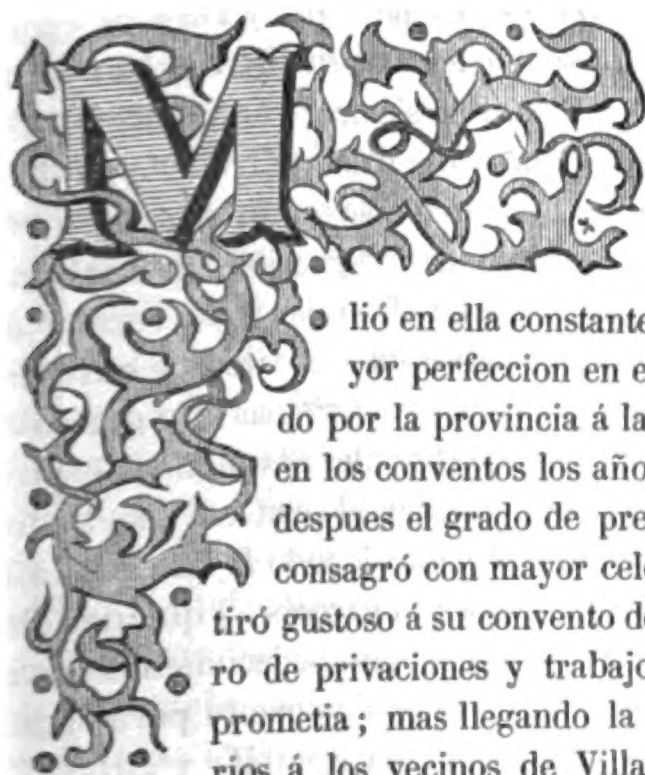 M
lió en ella constante
yor perfeccion en e
do por la provincia á la
en los conventos los año
despues el grado de pre
consagró con mayor celo
tiró gustoso á su convento d
ro de privaciones y trabajo
prometia; mas llegando la
rios á los vecinos de Villa